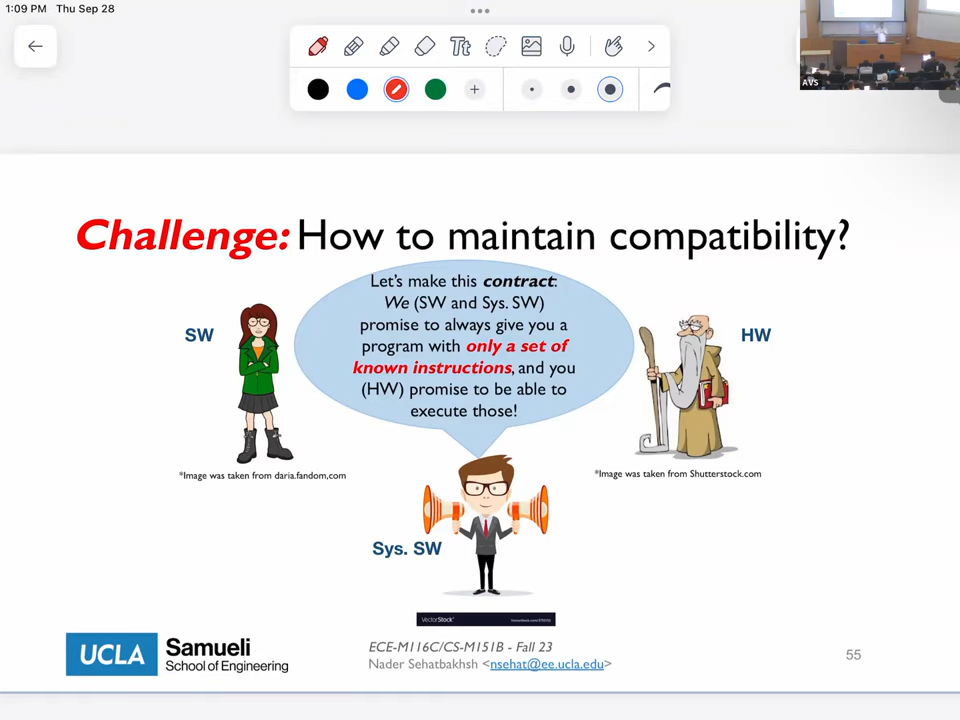 1:09 PM Thu Sep 28
Tt
AVS
Challenge: How to maintain compatibility?
Let's make this contract:
We (SW and Sys. SW)
promise to always give you a
program with only a set of
known instructions, and you
(HW) promise to be able to
execute those!
SW
HW
*Image was taken from daria.fandom,com
*Image was taken from Shutterstock.com
Sys. SW
VectorStock
UCLA Samueli
School of Engineering
ECE-M116C/CS-M151B - Fall 23
Nader Sehatbakhsh <nsehat@ee.ucla.edu>
55